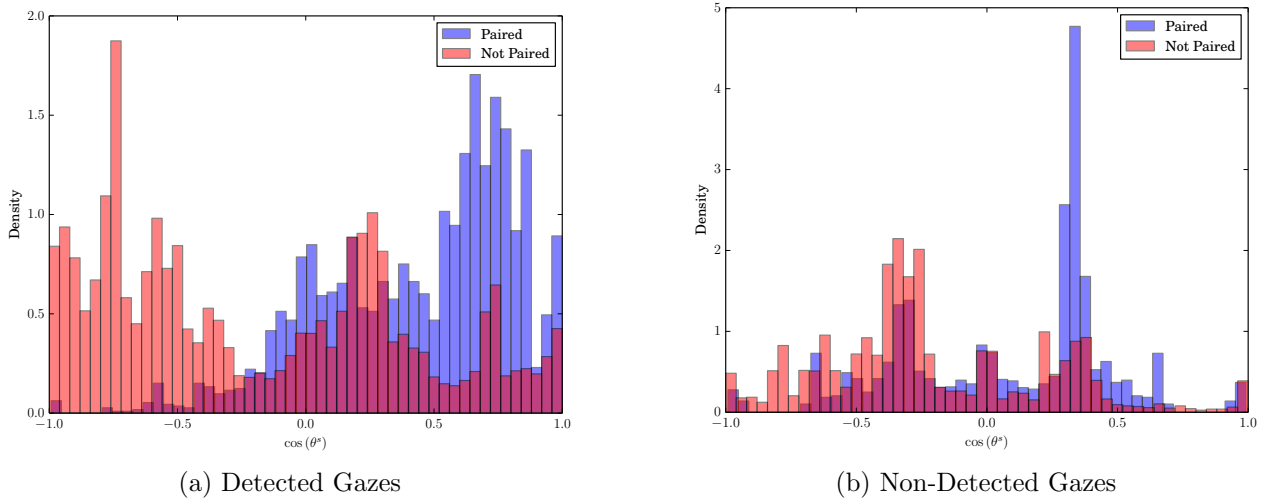 2.0
1.5
1.0
0.5
0.0
Density
Paired
Not Paired
−1.0 −0.5 0.0 0.5 1.0
cos (θˢ)
(a) Detected Gazes
5
4
3
2
1
0
Density
Paired
Not Paired
−1.0 −0.5 0.0 0.5 1.0
cos (θˢ)
(b) Non-Detected Gazes